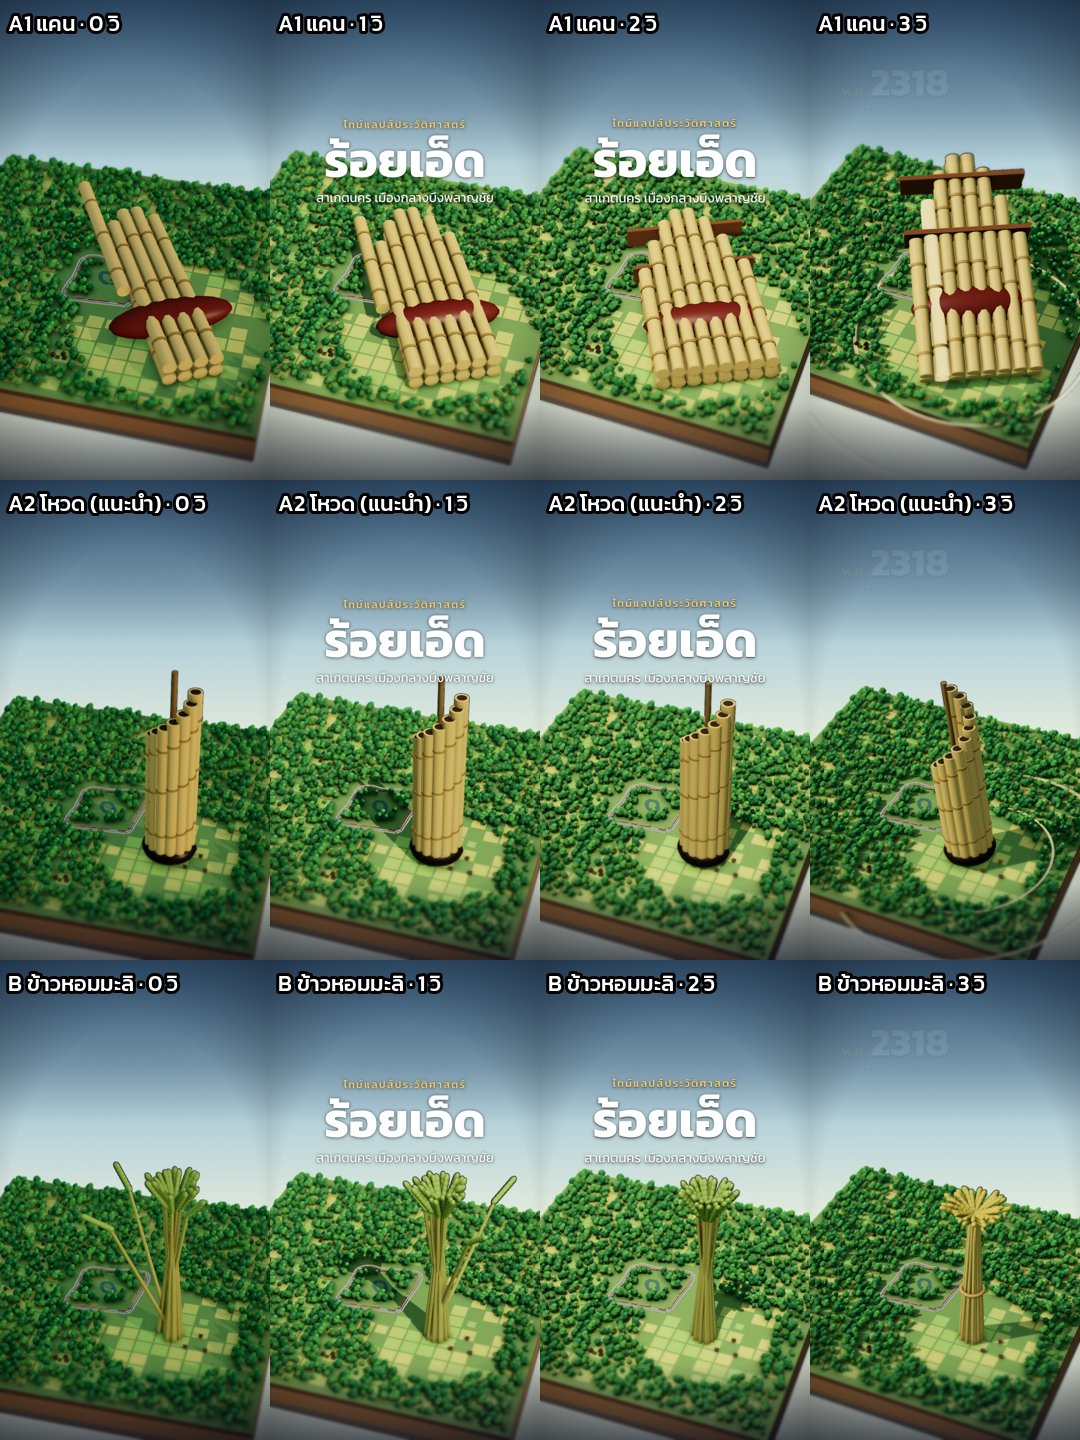 A1 แคน · 0 วิ
A1 แคน · 1 วิ
A1 แคน · 2 วิ
A1 แคน · 3 วิ
พ.ศ. 2318
ไทม์แลปส์ประวัติศาสตร์
ไทม์แลปส์ประวัติศาสตร์
ร้อยเอ็ด
ร้อยเอ็ด
สาเกตนคร เมืองกลางบึงพลาญชัย
สาเกตนคร เมืองกลางบึงพลาญชัย
A2 โหวด (แนะนำ) · 0 วิ
A2 โหวด (แนะนำ) · 1 วิ
A2 โหวด (แนะนำ) · 2 วิ
A2 โหวด (แนะนำ) · 3 วิ
พ.ศ. 2318
ไทม์แลปส์ประวัติศาสตร์
ไทม์แลปส์ประวัติศาสตร์
ร้อยเอ็ด
ร้อยเอ็ด
สาเกตนคร เมืองกลางบึงพลาญชัย
สาเกตนคร เมืองกลางบึงพลาญชัย
B ข้าวหอมมะลิ · 0 วิ
B ข้าวหอมมะลิ · 1 วิ
B ข้าวหอมมะลิ · 2 วิ
B ข้าวหอมมะลิ · 3 วิ
พ.ศ. 2318
ไทม์แลปส์ประวัติศาสตร์
ไทม์แลปส์ประวัติศาสตร์
ร้อยเอ็ด
ร้อยเอ็ด
สาเกตนคร เมืองกลางบึงพลาญชัย
สาเกตนคร เมืองกลางบึงพลาญชัย